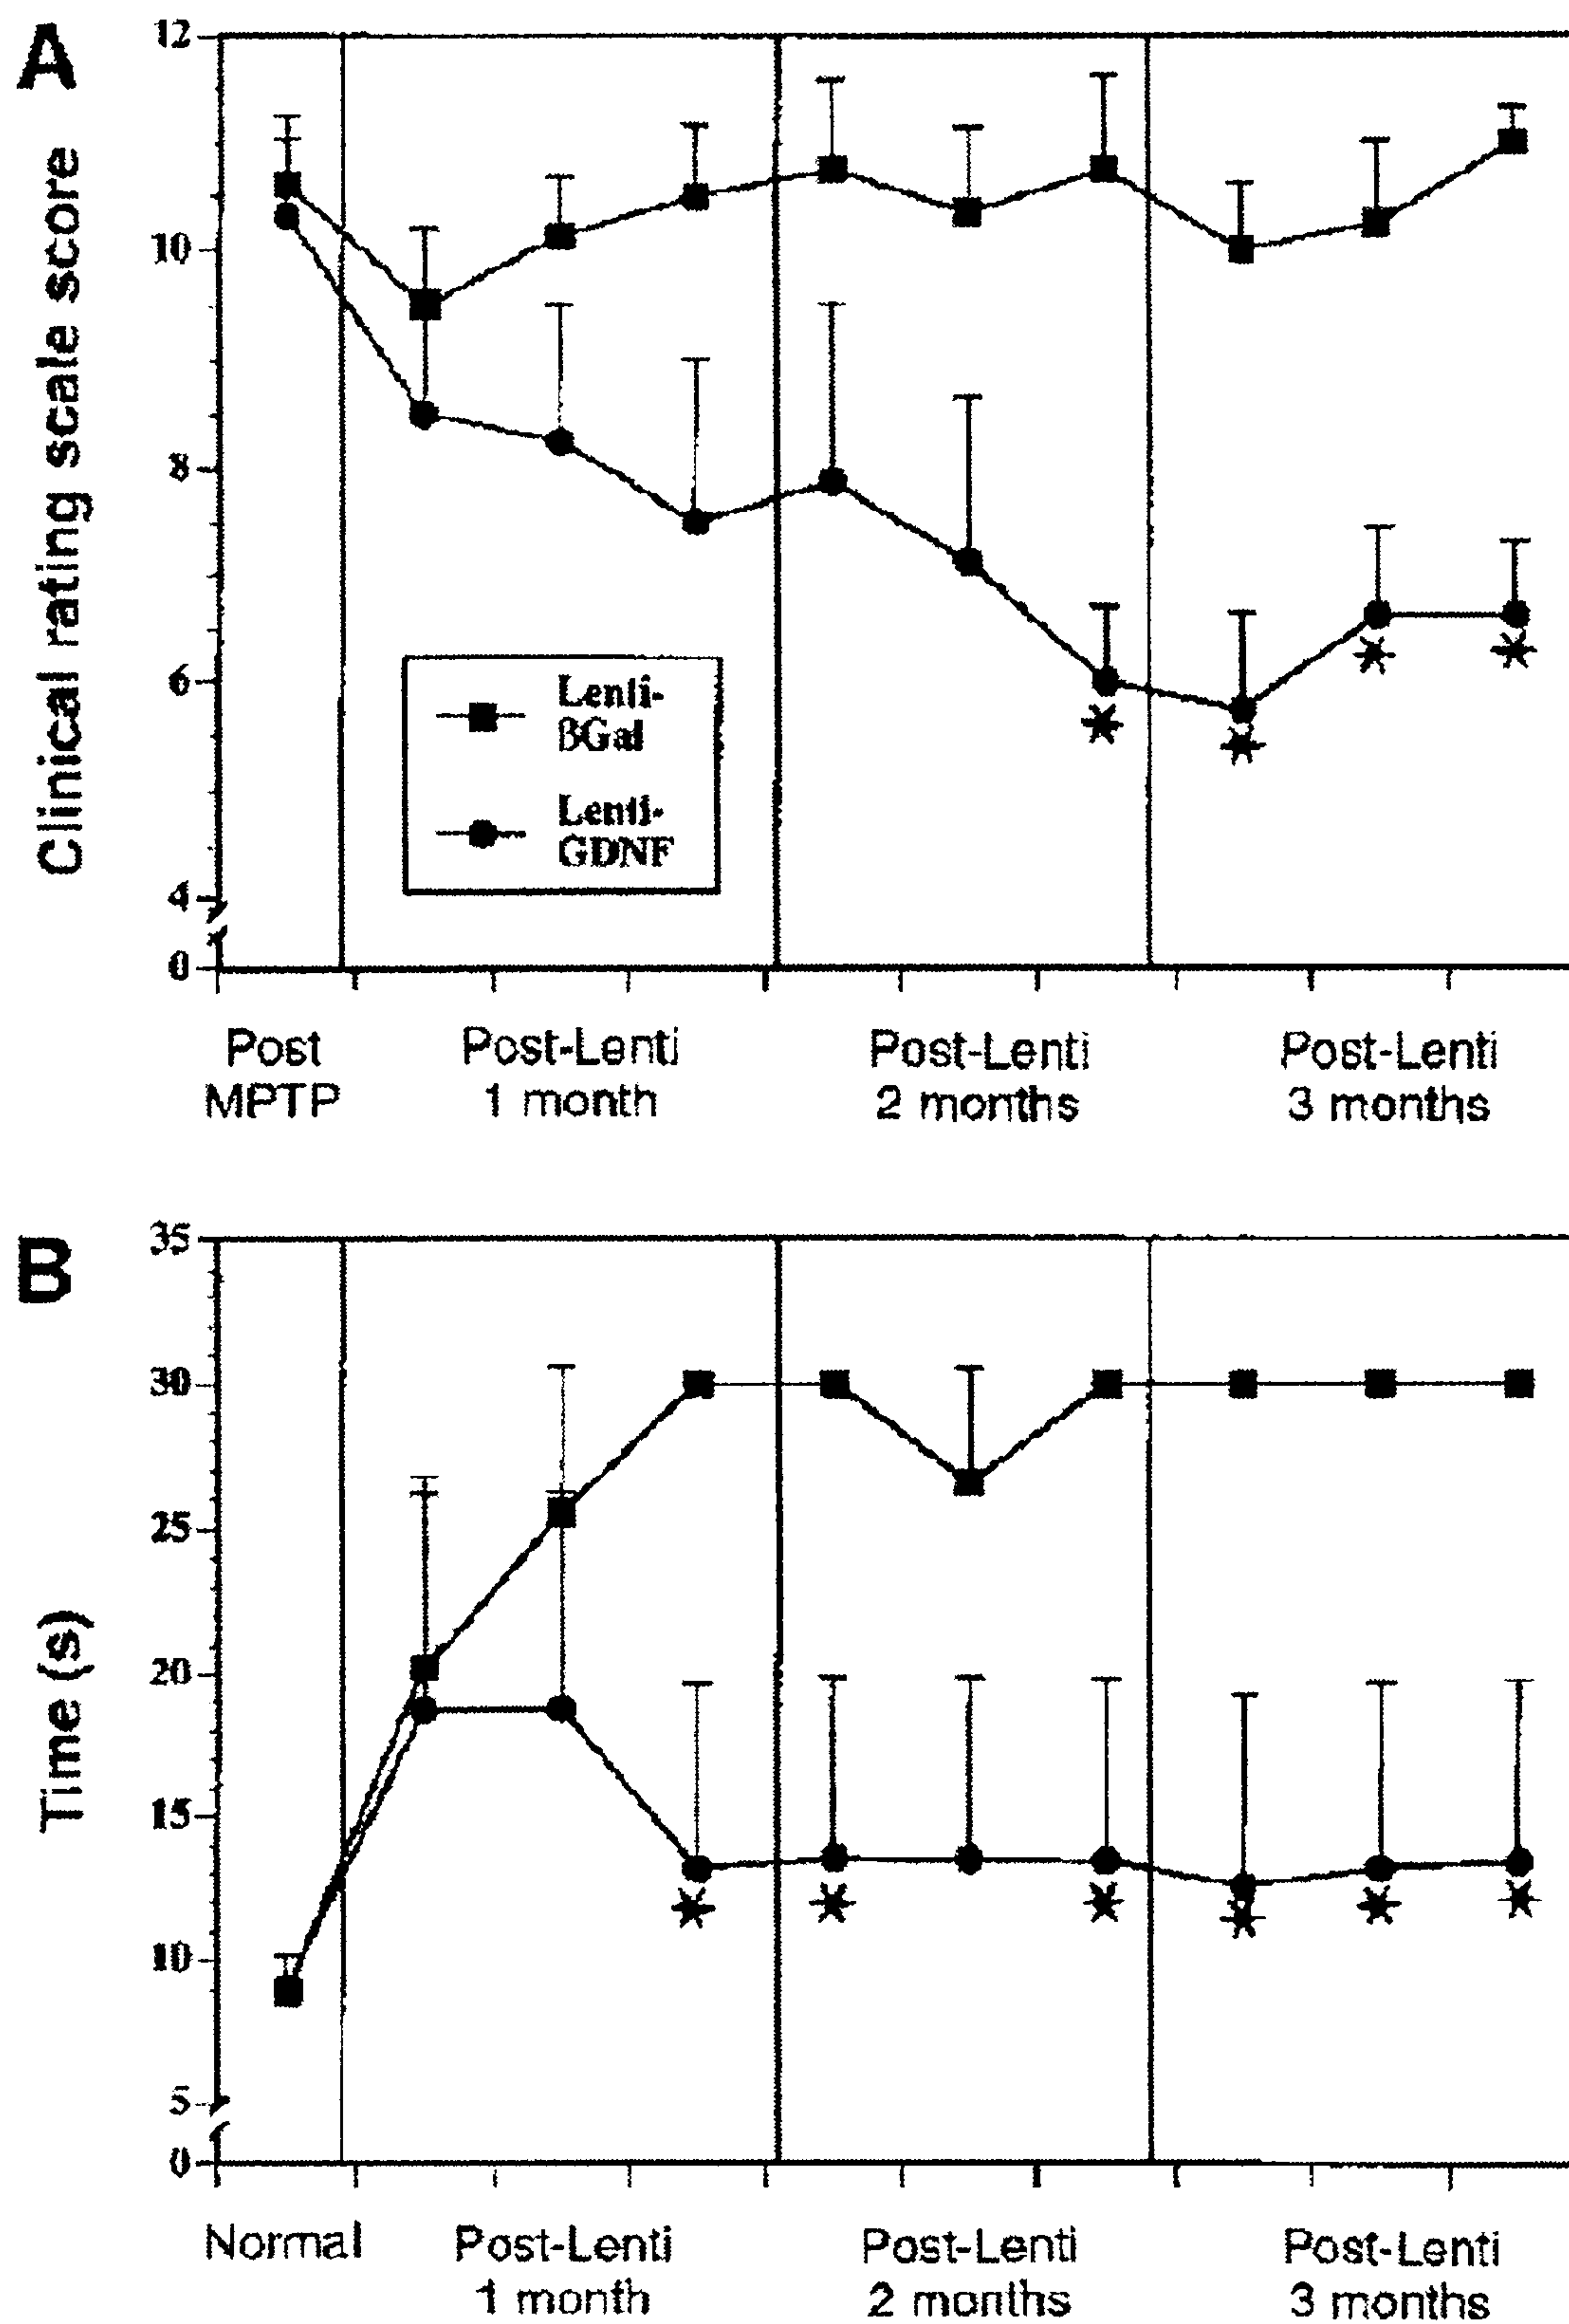 A
Clinical rating scale score
12
10
8
6
4
0
Lenti-
βGal
Lenti-
GDNF
Post
MPTP
Post-Lenti
1 month
Post-Lenti
2 months
Post-Lenti
3 months
B
Time (s)
35
30
25
20
15
10
5
0
Normal
Post-Lenti
1 month
Post-Lenti
2 months
Post-Lenti
3 months